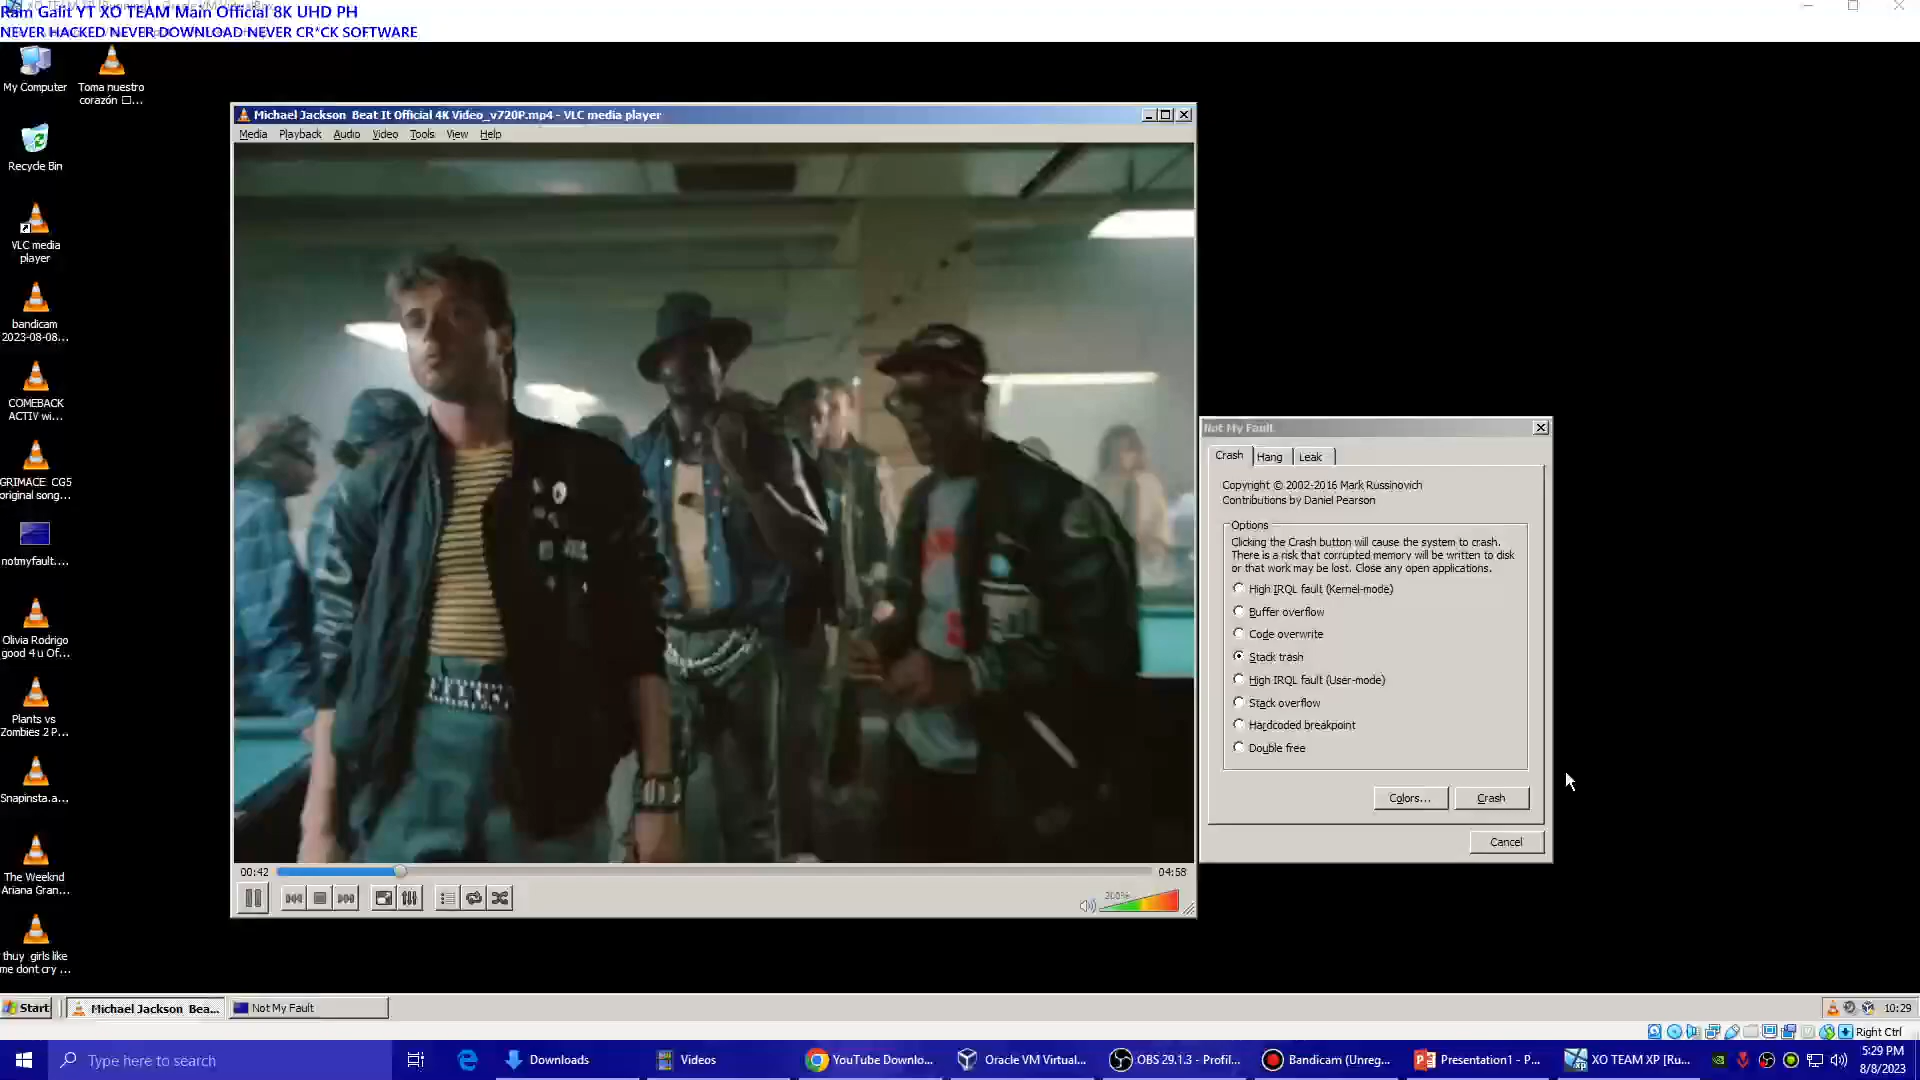 Ram Galit YT XO TEAM Main Official 8K UHD PH
NEVER HACKED NEVER DOWNLOAD NEVER CR*CK SOFTWARE
My Computer
Toma nuestro
corazón □...
Recycle Bin
VLC media
player
bandicam
2023-08-08...
COMEBACK
ACTIV wi...
GRIMACE CG5
original song...
notmyfault....
Olivia Rodrigo
good 4 u Of...
Plants vs
Zombies 2 P...
Snapinsta.a...
The Weeknd
Ariana Gran...
thuy girls like
me dont cry ...
Michael Jackson Beat It Official 4K Video_v720P.mp4 - VLC media player
Media Playback Audio Video Tools View Help
00:42
04:58
200%
Not My Fault
Crash Hang Leak
Copyright © 2002-2016 Mark Russinovich
Contributions by Daniel Pearson
Options
Clicking the Crash button will cause the system to crash.
There is a risk that corrupted memory will be written to disk
or that work may be lost. Close any open applications.
High IRQL fault (Kernel-mode)
Buffer overflow
Code overwrite
Stack trash
High IRQL fault (User-mode)
Stack overflow
Hardcoded breakpoint
Double free
Colors... Crash
Cancel
Start Michael Jackson Bea... Not My Fault 10:29
Right Ctrl
Type here to search Downloads Videos YouTube Downlo... Oracle VM Virtual... OBS 29.1.3 - Profil... Bandicam (Unreg... Presentation1 - P... XO TEAM XP [Ru...
5:29 PM
8/8/2023